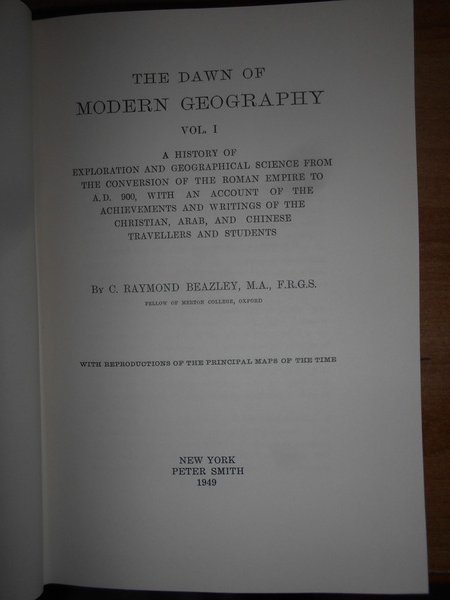 THE DAWN OF
MODERN GEOGRAPHY
VOL. I
A HISTORY OF
EXPLORATION AND GEOGRAPHICAL SCIENCE FROM
THE CONVERSION OF THE ROMAN EMPIRE TO
A.D. 900, WITH AN ACCOUNT OF THE
ACHIEVEMENTS AND WRITINGS OF THE
CHRISTIAN, ARAB, AND CHINESE
TRAVELLERS AND STUDENTS
BY C. RAYMOND BEAZLEY, M.A., F.R.G.S.
FELLOW OF MERTON COLLEGE, OXFORD
WITH REPRODUCTIONS OF THE PRINCIPAL MAPS OF THE TIME
NEW YORK
PETER SMITH
1949